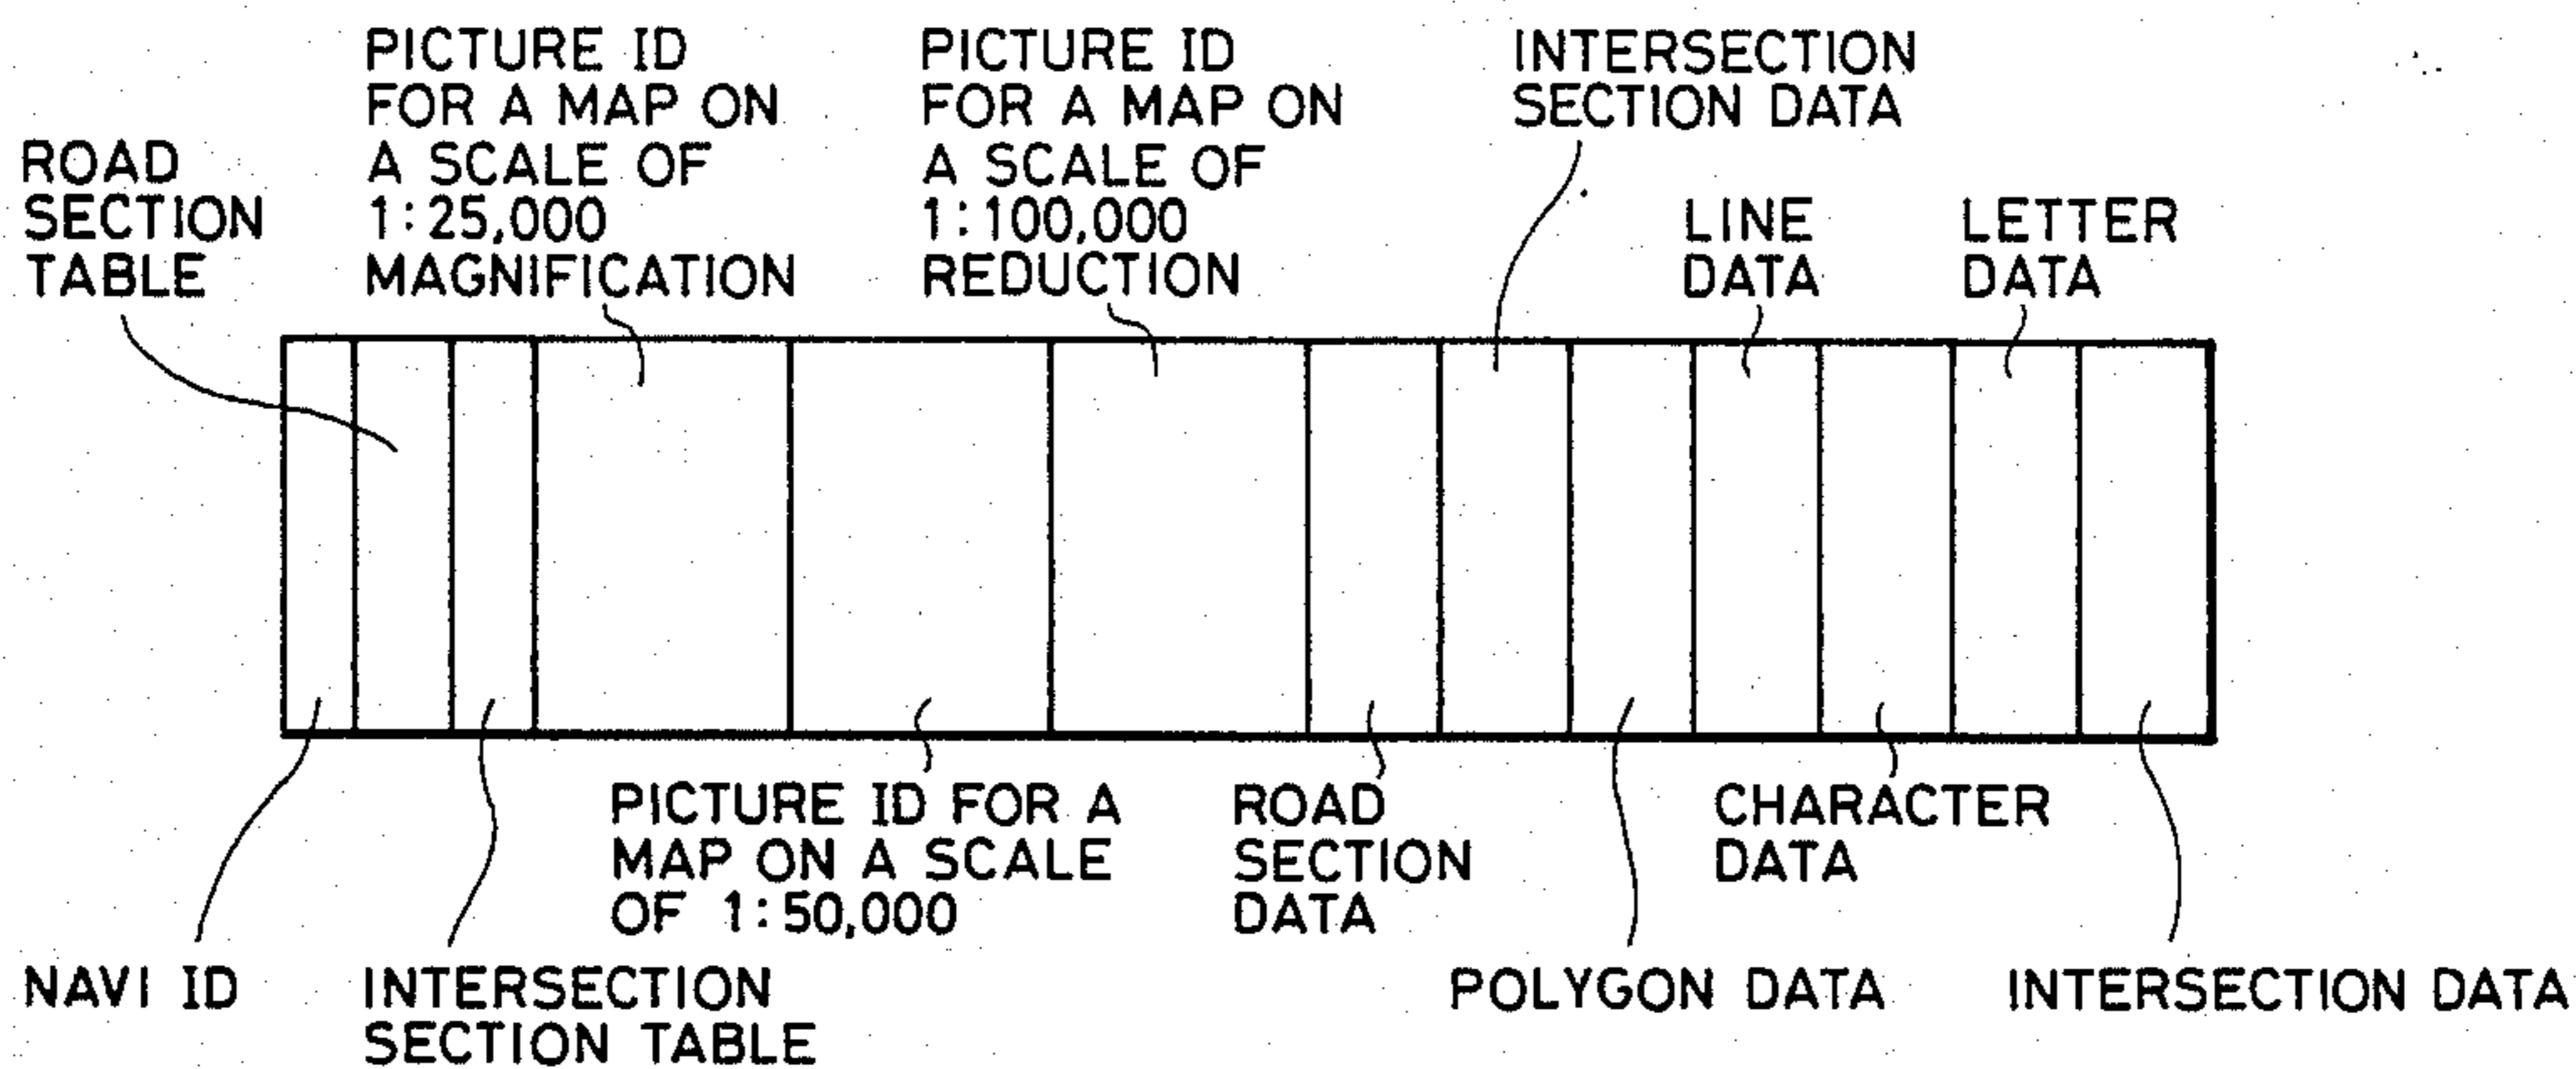 ROAD
SECTION
TABLE
PICTURE ID
FOR A MAP ON
A SCALE OF
1:25,000
MAGNIFICATION
PICTURE ID
FOR A MAP ON
A SCALE OF
1:100,000
REDUCTION
INTERSECTION
SECTION DATA
LINE
DATA
LETTER
DATA
NAVI ID
INTERSECTION
SECTION TABLE
PICTURE ID FOR A
MAP ON A SCALE
OF 1:50,000
ROAD
SECTION
DATA
POLYGON DATA
CHARACTER
DATA
INTERSECTION DATA